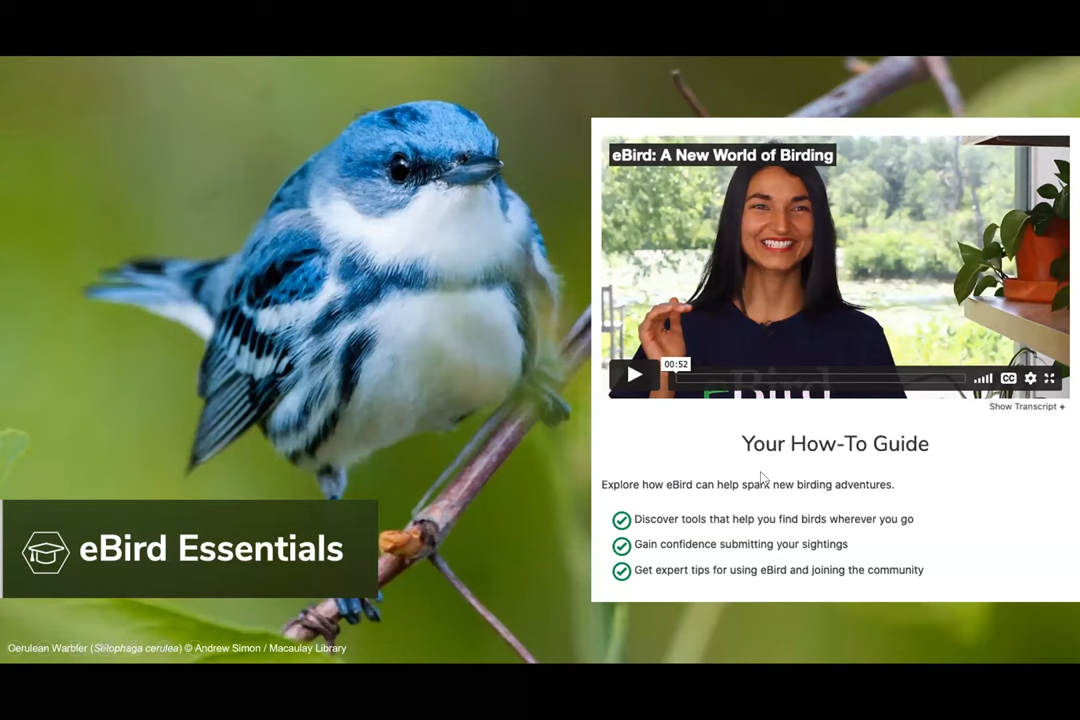 eBird: A New World of Birding
00:52
CC
EBird
Show Transcript +
Your How-To Guide
Explore how eBird can help spark new birding adventures.
Discover tools that help you find birds wherever you go
Gain confidence submitting your sightings
Get expert tips for using eBird and joining the community
eBird Essentials
Cerulean Warbler (Setophaga cerulea) © Andrew Simon / Macaulay Library